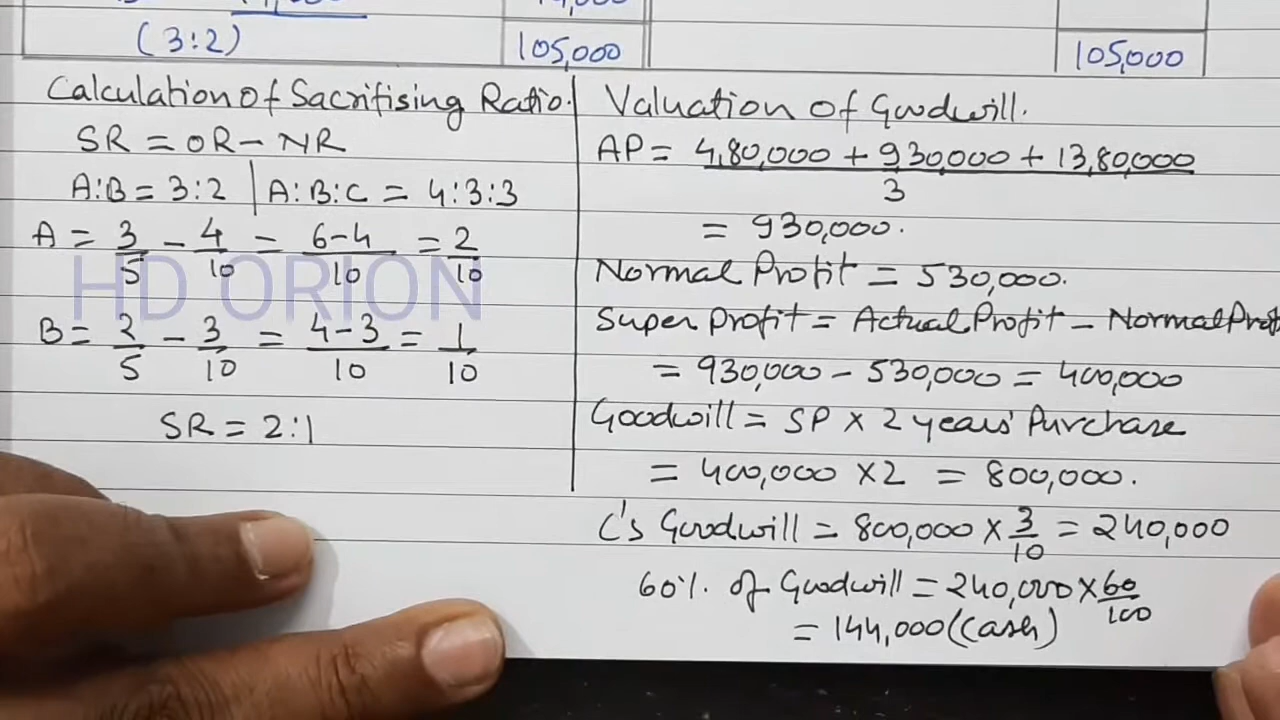 (3:2)
105,000
105,000
Calculation of Sacrifising Ratio.
SR = OR - NR
A:B = 3:2 | A:B:C = 4:3:3
A = 3/5 - 4/10 = 6-4/10 = 2/10
HD ORION
B = 2/5 - 3/10 = 4-3/10 = 1/10
SR = 2:1
Valuation of Goodwill.
AP = 4,80,000 + 930,000 + 13,80,000
3
= 930,000.
Normal Profit = 530,000.
Super Profit = Actual Profit - Normal Prof
= 930,000 - 530,000 = 400,000
Goodwill = SP x 2 years' Purchase
= 400,000 x 2 = 800,000.
C's Goodwill = 800,000 x 3/10 = 240,000
60%. of Goodwill = 240,000 x 60/100
= 144,000 (Cash)